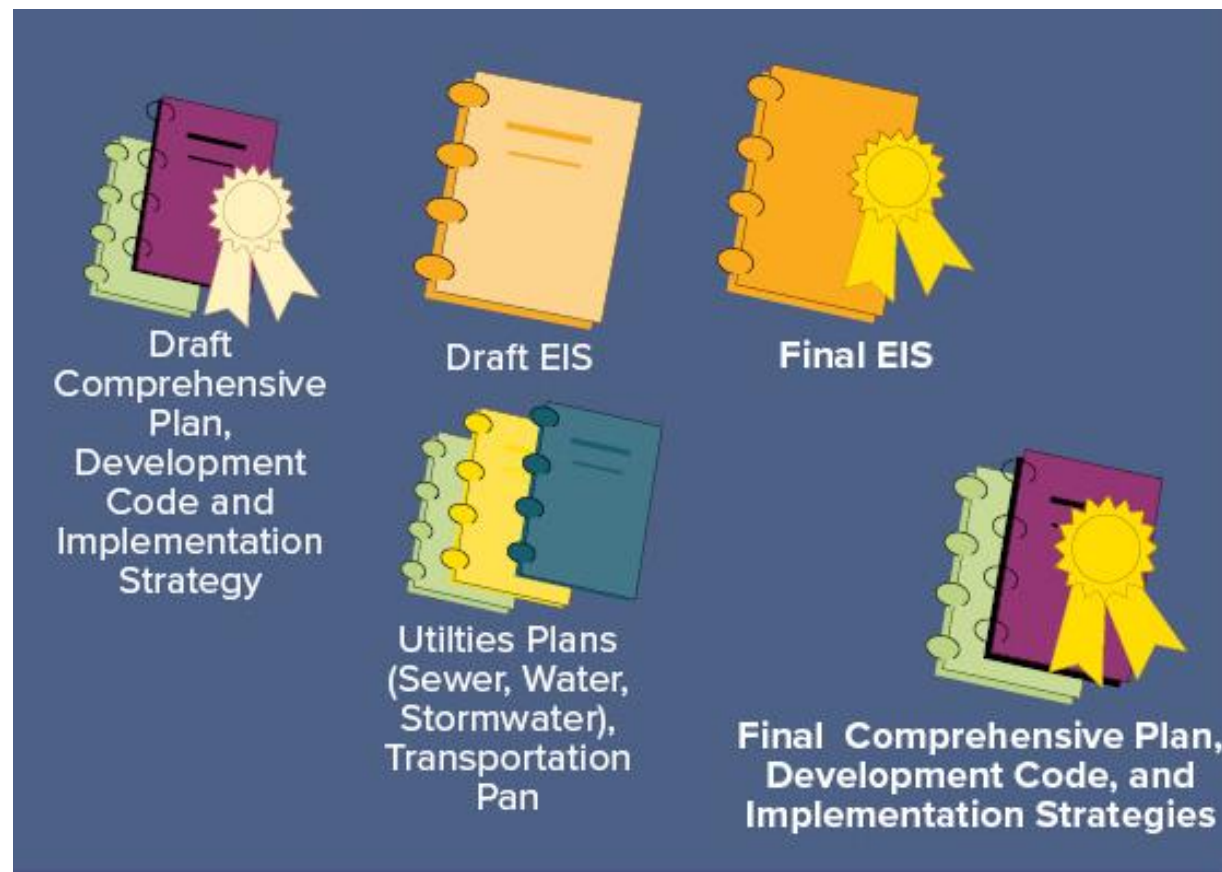 Draft
Comprehensive
Plan,
Development
Code and
Implementation
Strategy
Draft EIS
Utilties Plans
(Sewer, Water,
Stormwater),
Transportation
Pan
Final EIS
Final  Comprehensive Plan,
Development Code, and
Implementation Strategies